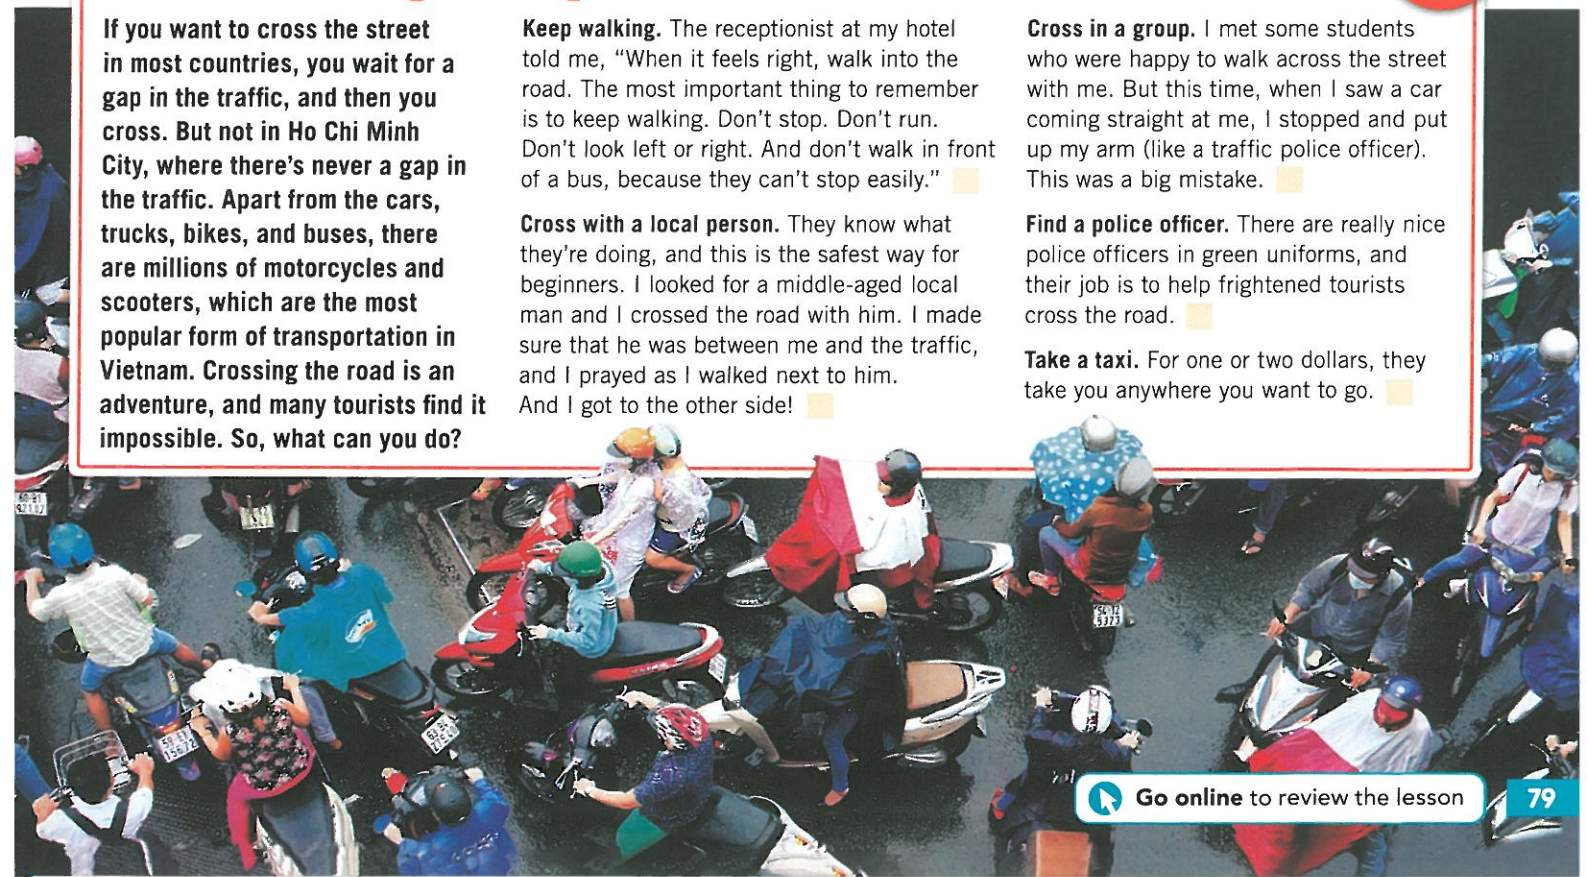 If you want to cross the street
in most countries, you wait for a
gap in the traffic, and then you
cross. But not in Ho Chi Minh
City, where there's never a gap in
the traffic. Apart from the cars,
trucks, bikes, and buses, there
are millions of motorcycles and
scooters, which are the most
popular form of transportation in
Vietnam. Crossing the road is an
adventure, and many tourists find it
impossible. So, what can you do?
Keep walking. The receptionist at my hotel
told me, “When it feels right, walk into the
road. The most important thing to remember
is to keep walking. Don't stop. Don't run.
Don't look left or right. And don't walk in front
of a bus, because they can't stop easily.”
Cross with a local person. They know what
they're doing, and this is the safest way for
beginners. I looked for a middle-aged local
man and I crossed the road with him. I made
sure that he was between me and the traffic,
and I prayed as I walked next to him.
And I got to the other side!
Cross in a group. I met some students
who were happy to walk across the street
with me. But this time, when I saw a car
coming straight at me, I stopped and put
up my arm (like a traffic police officer).
This was a big mistake.
Find a police officer. There are really nice
police officers in green uniforms, and
their job is to help frightened tourists
cross the road.
Take a taxi. For one or two dollars, they
take you anywhere you want to go.
Go online to review the lesson
79